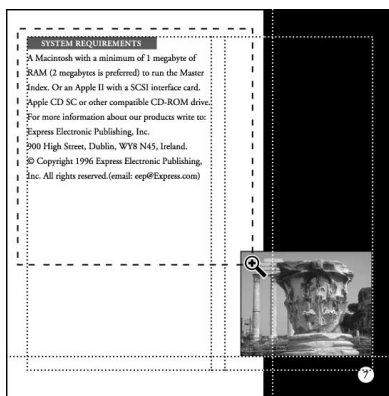 SYSTEM REQUIREMENTS
A Macintosh with a minimum of 1 megabyte of
RAM (2 megabytes is preferred) to run the Master
Index. Or an Apple II with a SCSI interface card.
Apple CD SC or other compatible CD-ROM drive.
For more information about our products write to:
Express Electronic Publishing, Inc.
900 High Street, Dublin, WY8 N45, Ireland.
© Copyright 1996 Express Electronic Publishing,
Inc. All rights reserved.(email: eep@Express.com)